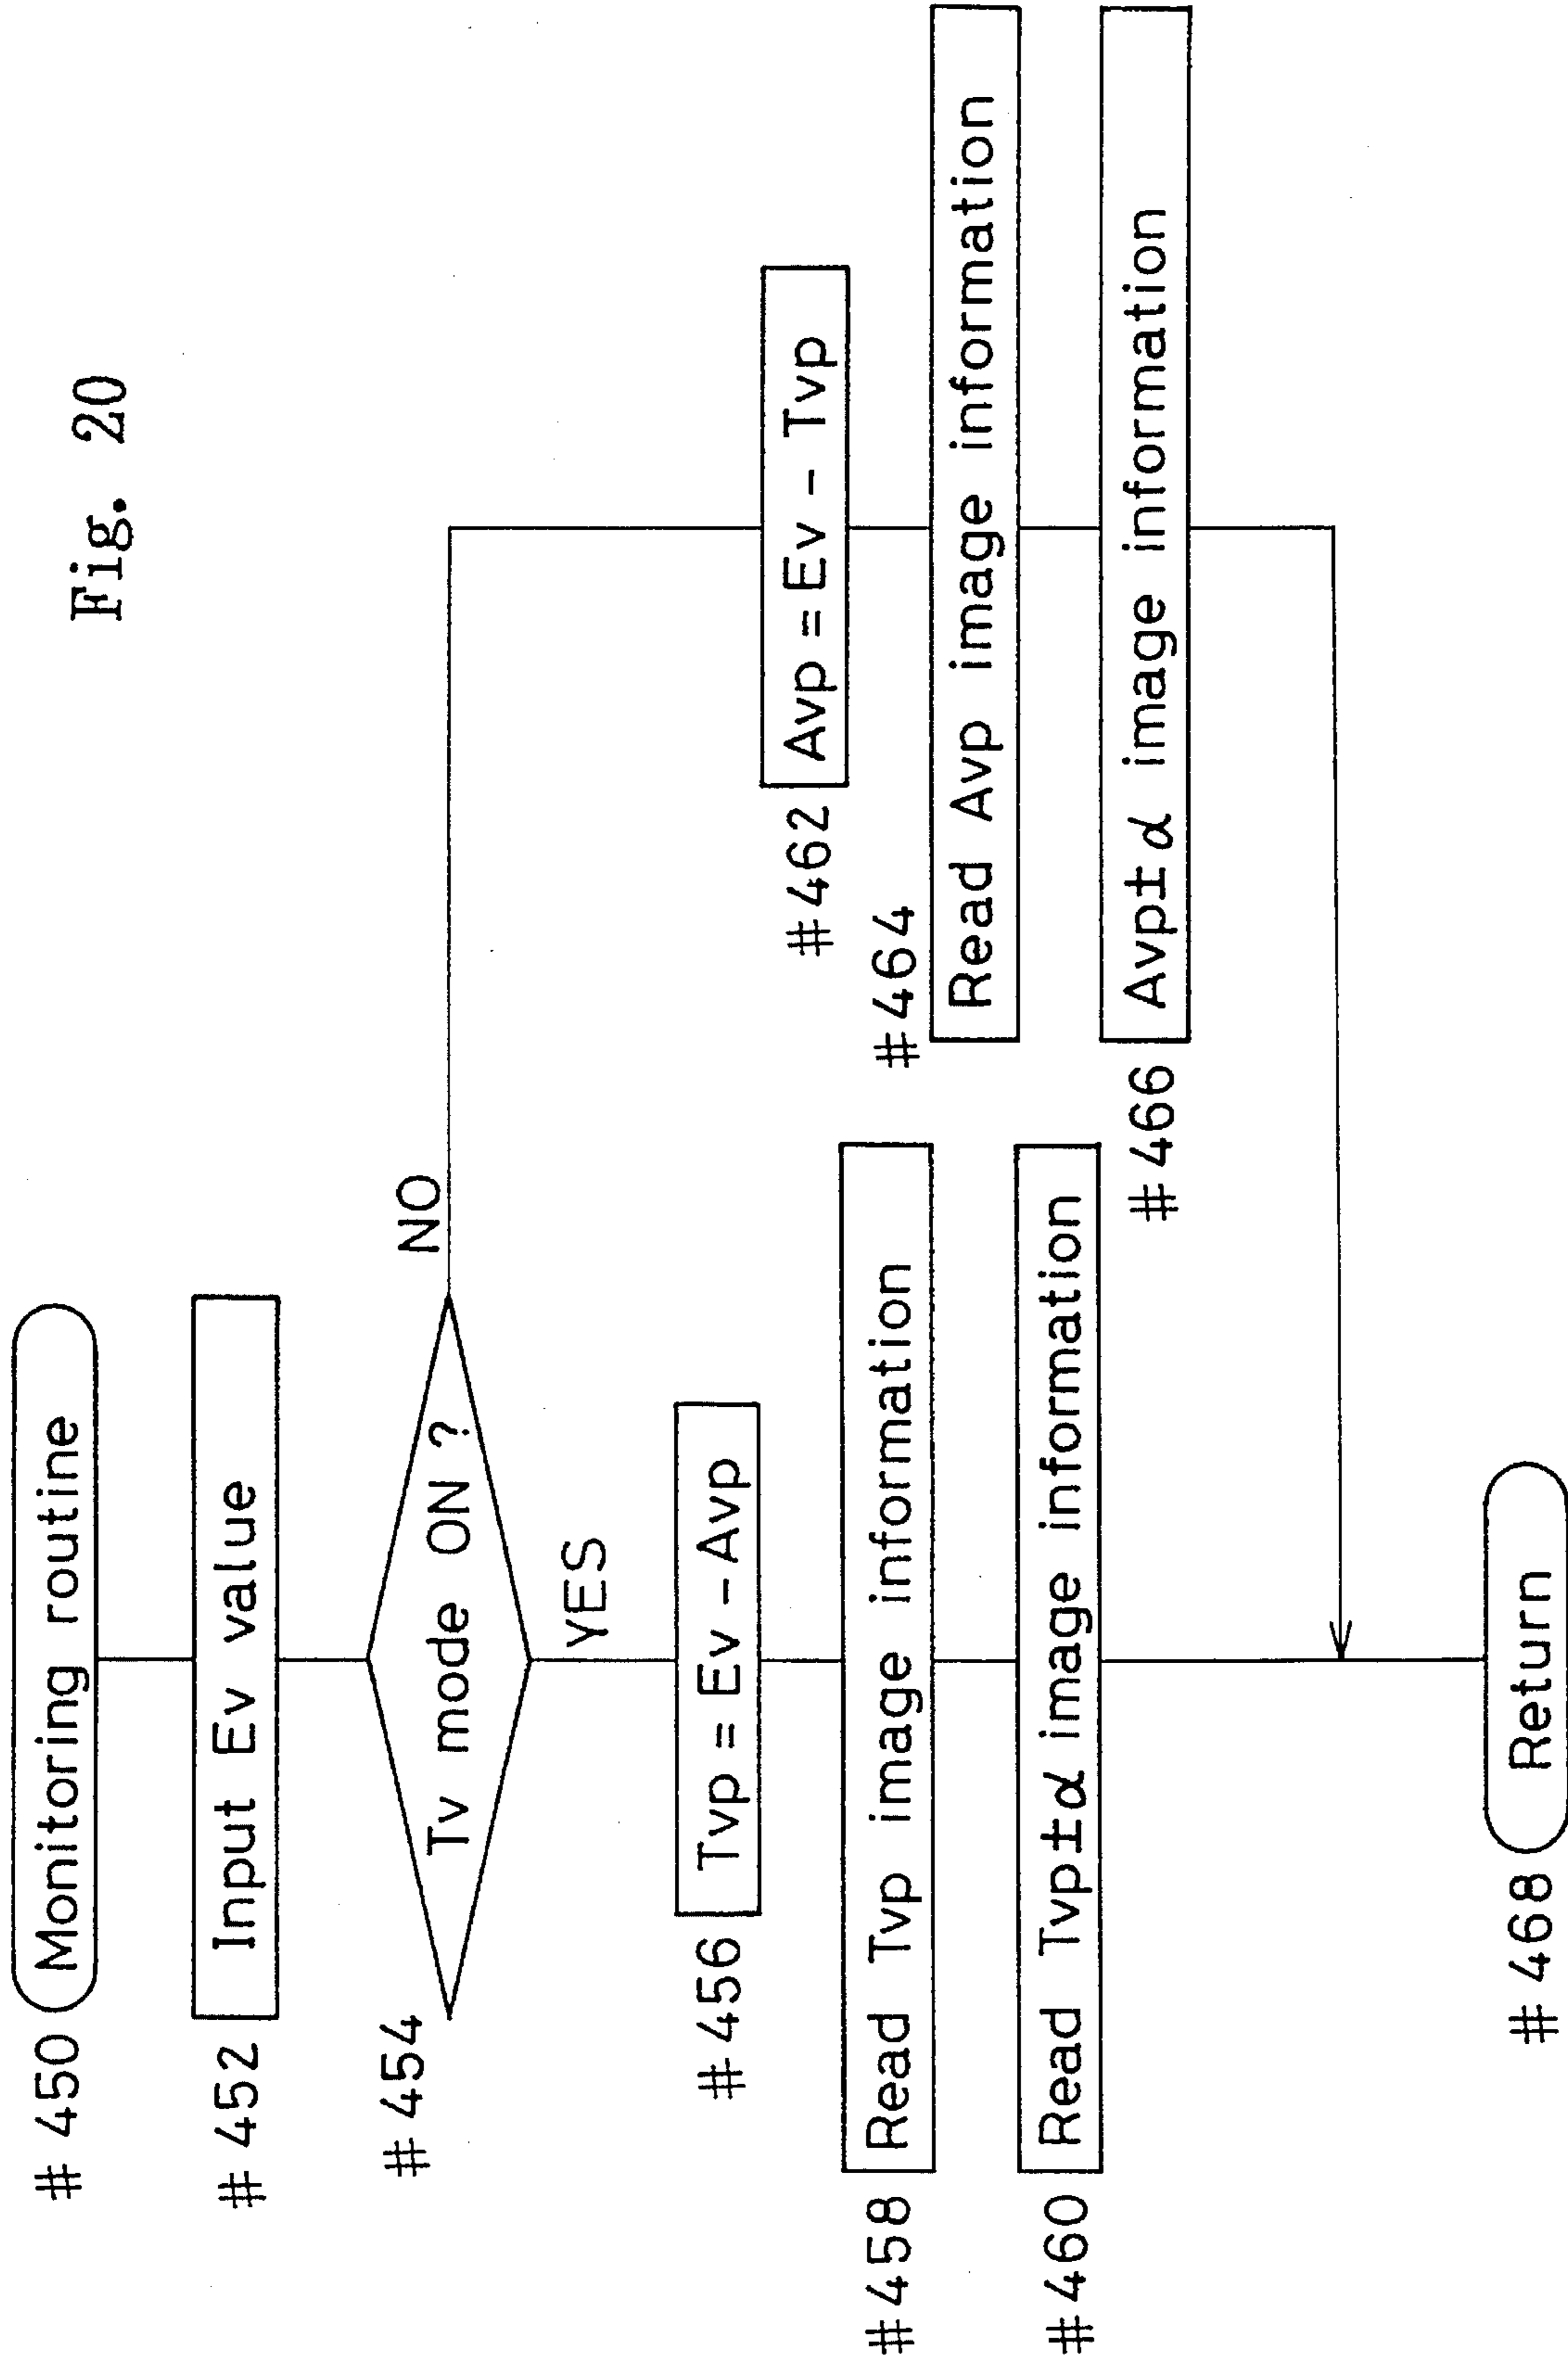 Fig. 20
# 450 Monitoring routine
# 452 Input Ev value
# 454
Tv mode ON ?
NO
YES
# 456 Tvp = Ev - Avp
# 458 Read Tvp image information
# 460 Read Tvp±α image information
# 462 Avp = Ev - Tvp
# 464
Read Avp image information
# 466 Avp±α image information
# 468 Return